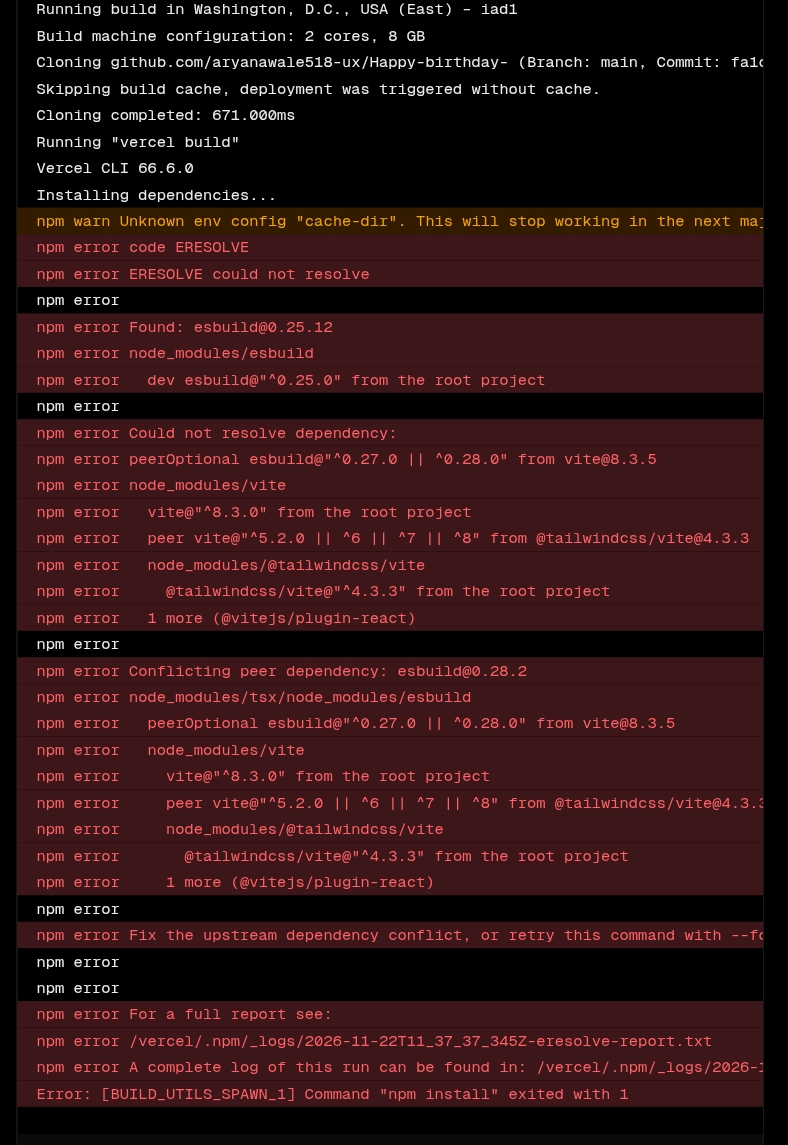 Running build in Washington, D.C., USA (East) – iad1
Build machine configuration: 2 cores, 8 GB
Cloning github.com/aryanawale518-ux/Happy-birthday- (Branch: main, Commit: fa1c
Skipping build cache, deployment was triggered without cache.
Cloning completed: 671.000ms
Running "vercel build"
Vercel CLI 66.6.0
Installing dependencies...
npm warn Unknown env config "cache-dir". This will stop working in the next maj
npm error code ERESOLVE
npm error ERESOLVE could not resolve
npm error
npm error Found: esbuild@0.25.12
npm error node_modules/esbuild
npm error   dev esbuild@"^0.25.0" from the root project
npm error
npm error Could not resolve dependency:
npm error peerOptional esbuild@"^0.27.0 || ^0.28.0" from vite@8.3.5
npm error node_modules/vite
npm error   vite@"^8.3.0" from the root project
npm error   peer vite@"^5.2.0 || ^6 || ^7 || ^8" from @tailwindcss/vite@4.3.3
npm error   node_modules/@tailwindcss/vite
npm error     @tailwindcss/vite@"^4.3.3" from the root project
npm error   1 more (@vitejs/plugin-react)
npm error
npm error Conflicting peer dependency: esbuild@0.28.2
npm error node_modules/tsx/node_modules/esbuild
npm error   peerOptional esbuild@"^0.27.0 || ^0.28.0" from vite@8.3.5
npm error   node_modules/vite
npm error     vite@"^8.3.0" from the root project
npm error     peer vite@"^5.2.0 || ^6 || ^7 || ^8" from @tailwindcss/vite@4.3.3
npm error     node_modules/@tailwindcss/vite
npm error       @tailwindcss/vite@"^4.3.3" from the root project
npm error     1 more (@vitejs/plugin-react)
npm error
npm error Fix the upstream dependency conflict, or retry this command with --fo
npm error
npm error
npm error For a full report see:
npm error /vercel/.npm/_logs/2026-11-22T11_37_37_345Z-eresolve-report.txt
npm error A complete log of this run can be found in: /vercel/.npm/_logs/2026-1
Error: [BUILD_UTILS_SPAWN_1] Command "npm install" exited with 1